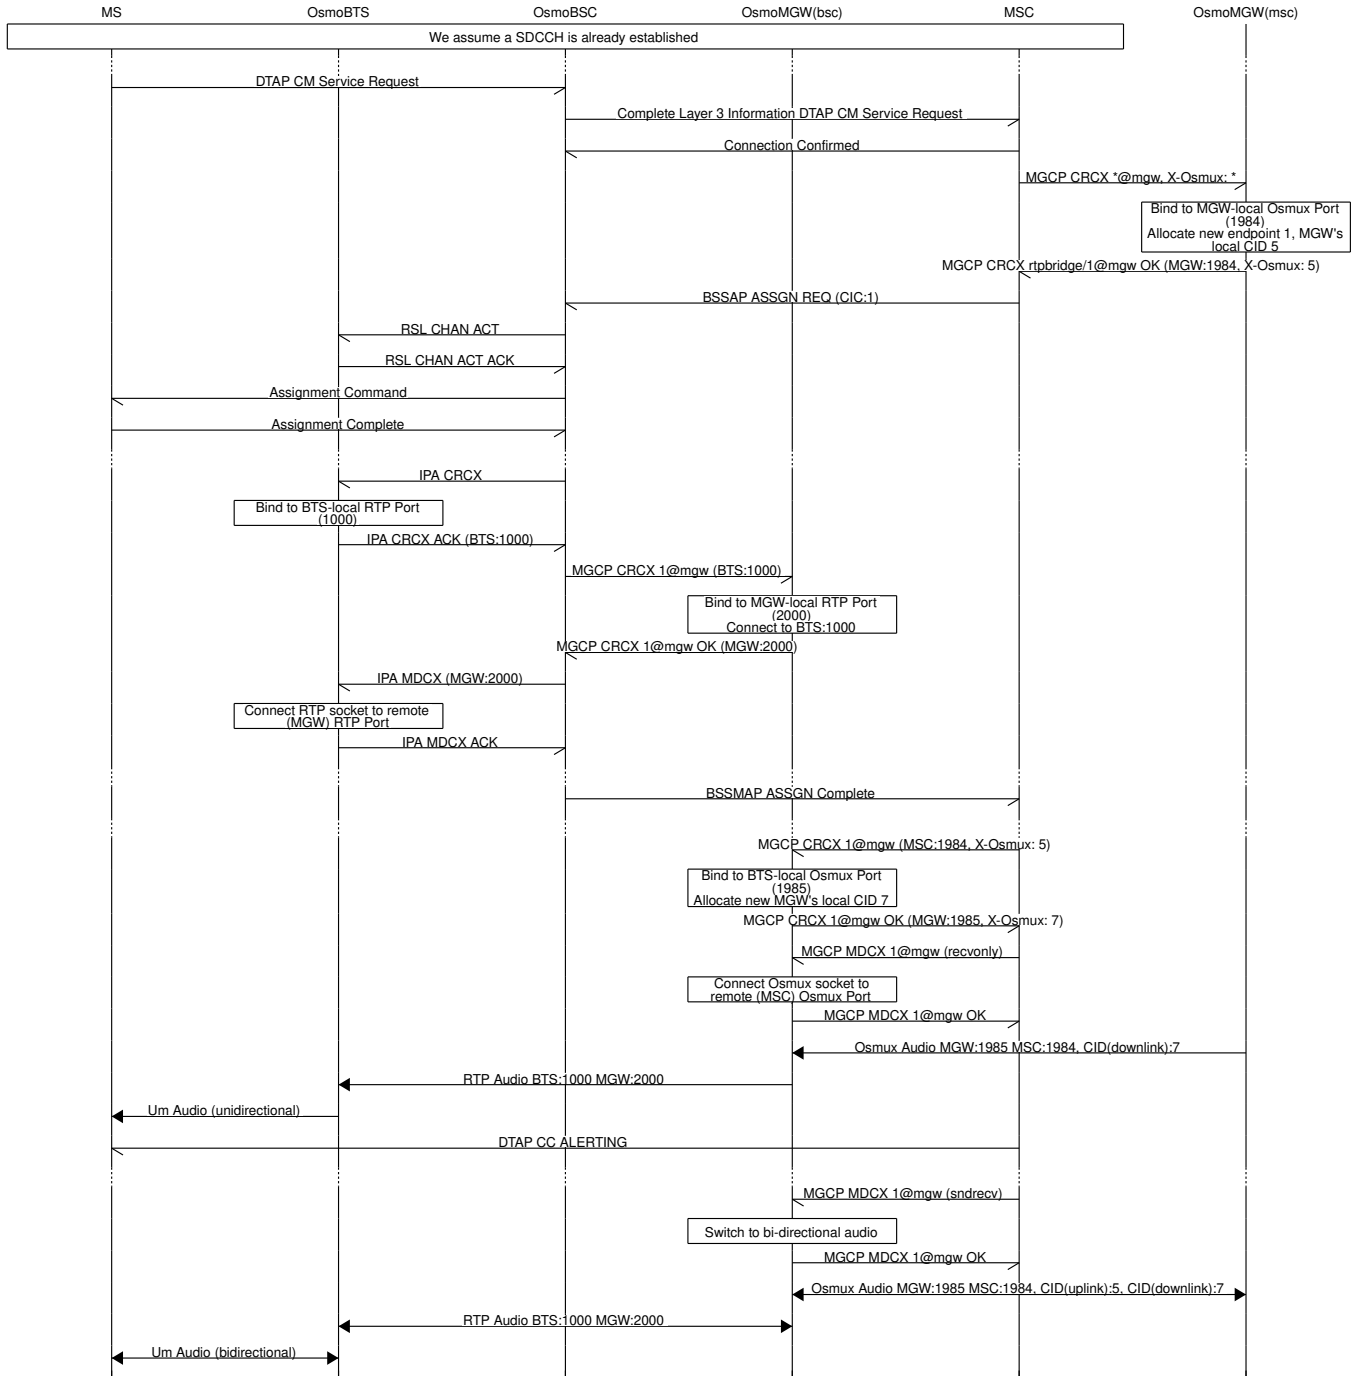 MS OsmoBTS OsmoBSC OsmoMGW(bsc) MSC OsmoMGW(msc)
We assume a SDCCH is already established
DTAP CM Service Request
Complete Layer 3 Information DTAP CM Service Request
Connection Confirmed
MGCP CRCX *@mgw, X-Osmux: *
Bind to MGW-local Osmux Port
(1984)
Allocate new endpoint 1, MGW's
local CID 5
MGCP CRCX rtpbridge/1@mgw OK (MGW:1984, X-Osmux: 5)
BSSAP ASSGN REQ (CIC:1)
RSL CHAN ACT
RSL CHAN ACT ACK
Assignment Command
Assignment Complete
IPA CRCX
Bind to BTS-local RTP Port
(1000)
IPA CRCX ACK (BTS:1000)
MGCP CRCX 1@mgw (BTS:1000)
Bind to MGW-local RTP Port
(2000)
Connect to BTS:1000
MGCP CRCX 1@mgw OK (MGW:2000)
IPA MDCX (MGW:2000)
Connect RTP socket to remote
(MGW) RTP Port
IPA MDCX ACK
BSSMAP ASSGN Complete
MGCP CRCX 1@mgw (MSC:1984, X-Osmux: 5)
Bind to BTS-local Osmux Port
(1985)
Allocate new MGW's local CID 7
MGCP CRCX 1@mgw OK (MGW:1985, X-Osmux: 7)
MGCP MDCX 1@mgw (recvonly)
Connect Osmux socket to
remote (MSC) Osmux Port
MGCP MDCX 1@mgw OK
Osmux Audio MGW:1985 MSC:1984, CID(downlink):7
RTP Audio BTS:1000 MGW:2000
Um Audio (unidirectional)
DTAP CC ALERTING
MGCP MDCX 1@mgw (sndrecv)
Switch to bi-directional audio
MGCP MDCX 1@mgw OK
Osmux Audio MGW:1985 MSC:1984, CID(uplink):5, CID(downlink):7
RTP Audio BTS:1000 MGW:2000
Um Audio (bidirectional)